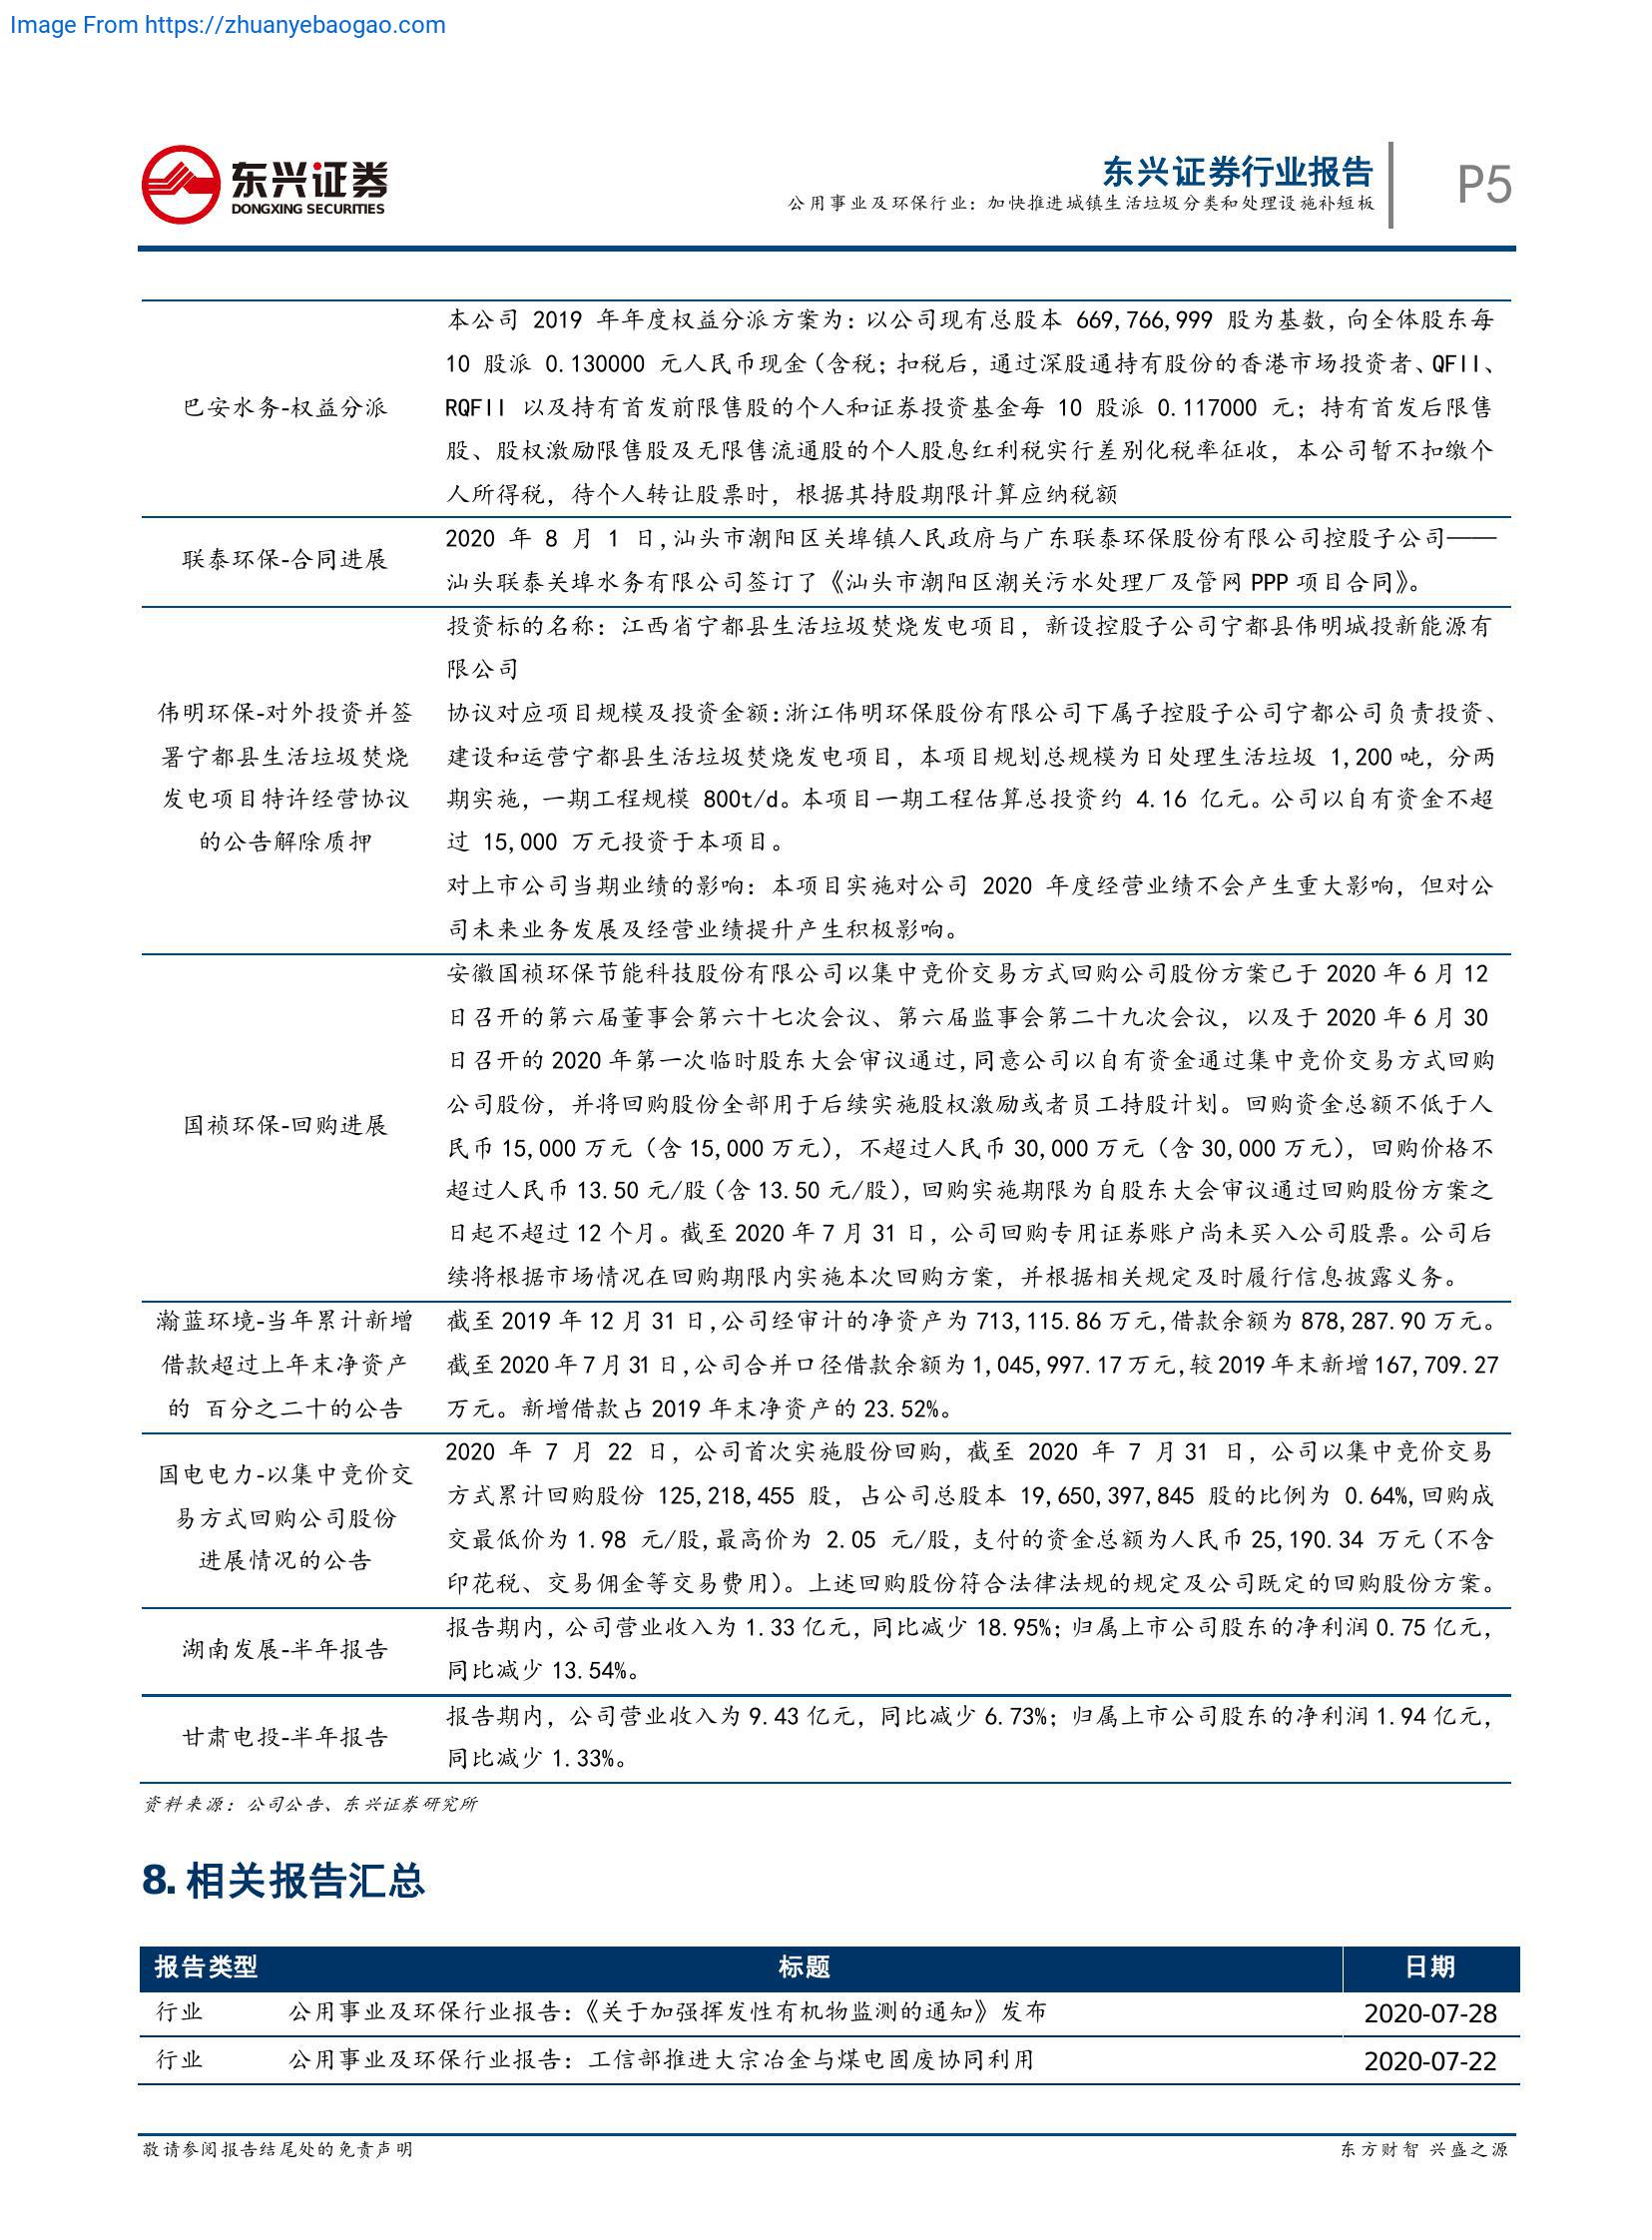 Image From https://zhuanyebaogao.com
东兴证券
DONGXING SECURITIES
东兴证券行业报告
公用事业及环保行业：加快推进城镇生活垃圾分类和处理设施补短板
P5
巴安水务-权益分派
本公司 2019 年年度权益分派方案为：以公司现有总股本 669,766,999 股为基数，向全体股东每
10 股派 0.130000 元人民币现金（含税；扣税后，通过深股通持有股份的香港市场投资者、QFII、
RQFII 以及持有首发前限售股的个人和证券投资基金每 10 股派 0.117000 元；持有首发后限售
股、股权激励限售股及无限售流通股的个人股息红利税实行差别化税率征收，本公司暂不扣缴个
人所得税，待个人转让股票时，根据其持股期限计算应纳税额
联泰环保-合同进展
2020 年 8 月 1 日,汕头市潮阳区关埠镇人民政府与广东联泰环保股份有限公司控股子公司——
汕头联泰关埠水务有限公司签订了《汕头市潮阳区潮关污水处理厂及管网 PPP 项目合同》。
伟明环保-对外投资并签
署宁都县生活垃圾焚烧
发电项目特许经营协议
的公告解除质押
投资标的名称：江西省宁都县生活垃圾焚烧发电项目，新设控股子公司宁都县伟明城投新能源有
限公司
协议对应项目规模及投资金额:浙江伟明环保股份有限公司下属子控股子公司宁都公司负责投资、
建设和运营宁都县生活垃圾焚烧发电项目，本项目规划总规模为日处理生活垃圾 1,200 吨，分两
期实施，一期工程规模 800t/d。本项目一期工程估算总投资约 4.16 亿元。公司以自有资金不超
过 15,000 万元投资于本项目。
对上市公司当期业绩的影响：本项目实施对公司 2020 年度经营业绩不会产生重大影响，但对公
司未来业务发展及经营业绩提升产生积极影响。
国祯环保-回购进展
安徽国祯环保节能科技股份有限公司以集中竞价交易方式回购公司股份方案已于 2020 年 6 月 12
日召开的第六届董事会第六十七次会议、第六届监事会第二十九次会议，以及于 2020 年 6 月 30
日召开的 2020 年第一次临时股东大会审议通过,同意公司以自有资金通过集中竞价交易方式回购
公司股份，并将回购股份全部用于后续实施股权激励或者员工持股计划。回购资金总额不低于人
民币 15,000 万元（含 15,000 万元），不超过人民币 30,000 万元（含 30,000 万元），回购价格不
超过人民币 13.50 元/股（含 13.50 元/股），回购实施期限为自股东大会审议通过回购股份方案之
日起不超过 12 个月。截至 2020 年 7 月 31 日，公司回购专用证券账户尚未买入公司股票。公司后
续将根据市场情况在回购期限内实施本次回购方案，并根据相关规定及时履行信息披露义务。
瀚蓝环境-当年累计新增
借款超过上年末净资产
的 百分之二十的公告
截至 2019 年 12 月 31 日,公司经审计的净资产为 713,115.86 万元,借款余额为 878,287.90 万元。
截至 2020 年 7 月 31 日,公司合并口径借款余额为 1,045,997.17 万元,较 2019 年末新增 167,709.27
万元。新增借款占 2019 年末净资产的 23.52%。
国电电力-以集中竞价交
易方式回购公司股份
进展情况的公告
2020 年 7 月 22 日，公司首次实施股份回购，截至 2020 年 7 月 31 日，公司以集中竞价交易
方式累计回购股份 125,218,455 股，占公司总股本 19,650,397,845 股的比例为 0.64%,回购成
交最低价为 1.98 元/股,最高价为 2.05 元/股，支付的资金总额为人民币 25,190.34 万元（不含
印花税、交易佣金等交易费用）。上述回购股份符合法律法规的规定及公司既定的回购股份方案。
湖南发展-半年报告
报告期内，公司营业收入为 1.33 亿元，同比减少 18.95%；归属上市公司股东的净利润 0.75 亿元，
同比减少 13.54%。
甘肃电投-半年报告
报告期内，公司营业收入为 9.43 亿元，同比减少 6.73%；归属上市公司股东的净利润 1.94 亿元，
同比减少 1.33%。
资料来源：公司公告、东兴证券研究所
8. 相关报告汇总
报告类型 标题 日期
行业 公用事业及环保行业报告：《关于加强挥发性有机物监测的通知》发布 2020-07-28
行业 公用事业及环保行业报告：工信部推进大宗冶金与煤电固废协同利用 2020-07-22
敬请参阅报告结尾处的免责声明
东方财智 兴盛之源